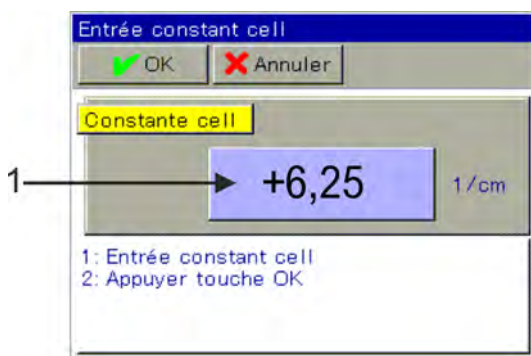 Entrée constant cell
OK Annuler
Constante cell
1 +6,25 1/cm
1: Entrée constant cell
2: Appuyer touche OK